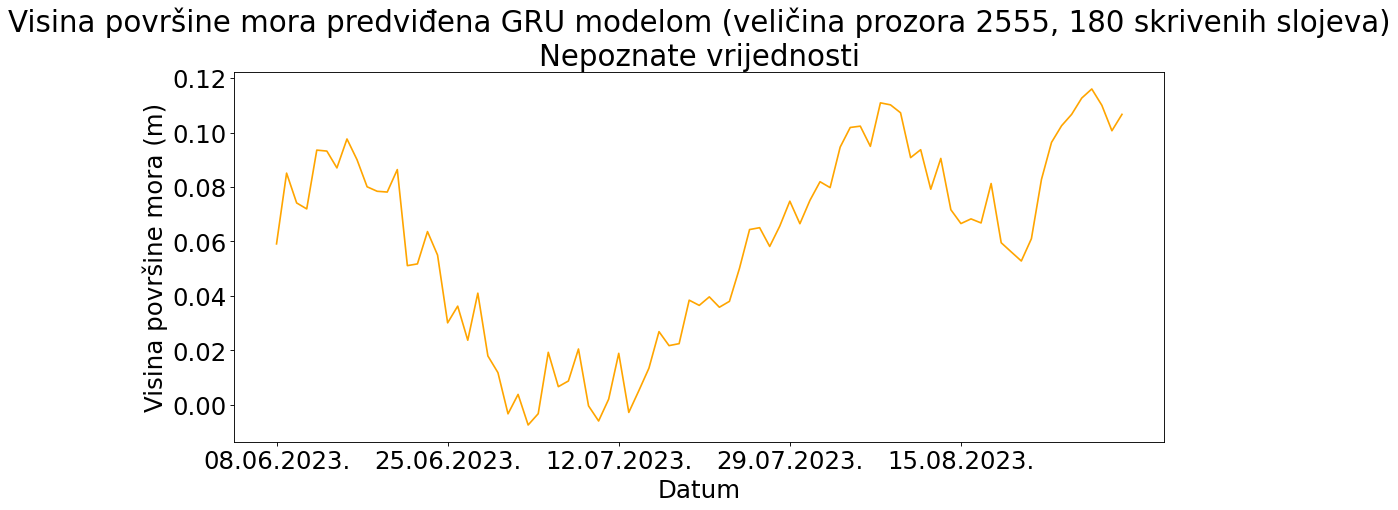 Visina površine mora predviđena GRU modelom (veličina prozora 2555, 180 skrivenih slojeva)
Nepoznate vrijednosti
Visina površine mora (m)
0.12
0.10
0.08
0.06
0.04
0.02
0.00
08.06.2023. 25.06.2023. 12.07.2023. 29.07.2023. 15.08.2023.
Datum